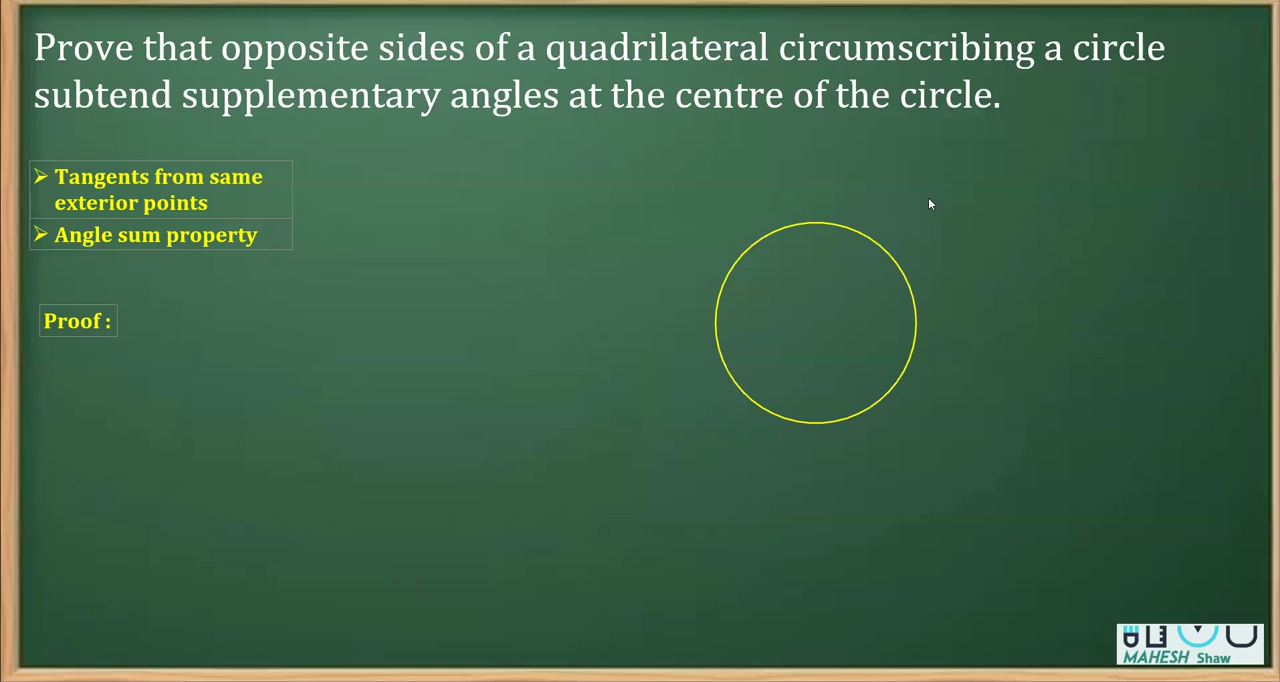 Prove that opposite sides of a quadrilateral circumscribing a circle
subtend supplementary angles at the centre of the circle.
➢ Tangents from same
exterior points
➢ Angle sum property
Proof :
MAHESH Shaw